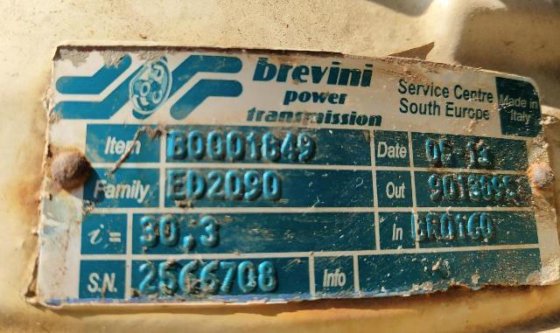 brevini
power
transmission
Service Centre
South Europe
Made in
Italy
Item B0001849 Date
Family ED2090 Out
i = 30,3 In
S.N. 2566708 Info